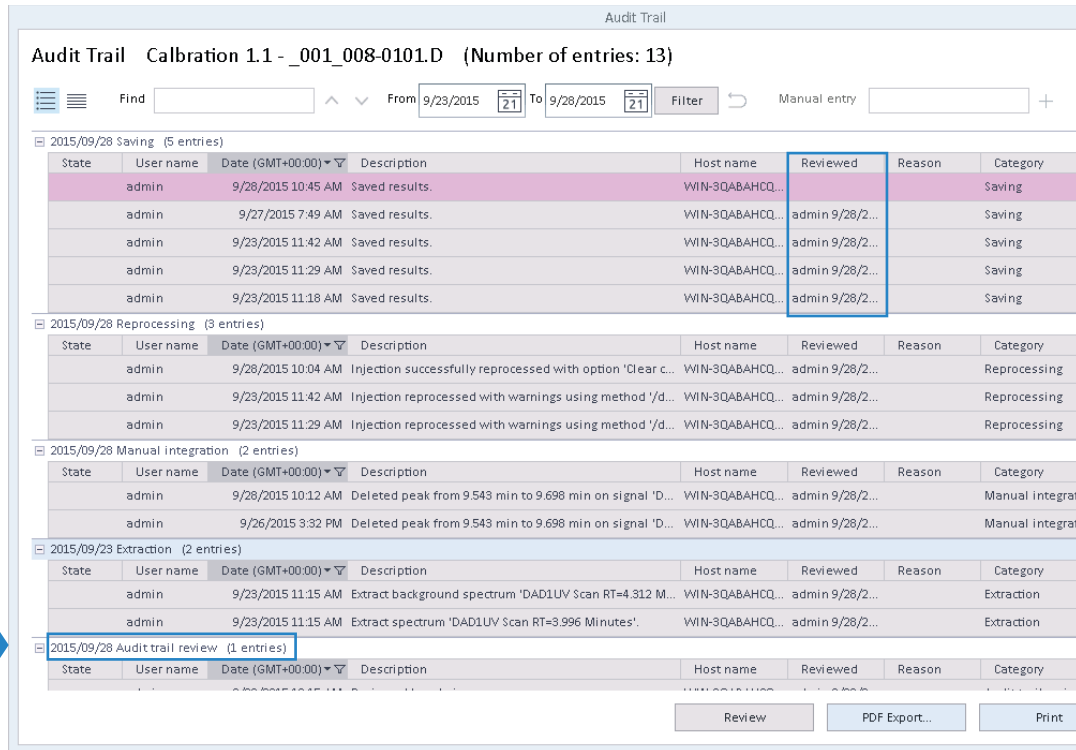 Audit Trail
Audit Trail Calbration 1.1 - _001_008-0101.D (Number of entries: 13)
Find From 9/23/2015 21 To 9/28/2015 21 Filter Manual entry
2015/09/28 Saving (5 entries)
State User name Date (GMT+00:00) Description Host name Reviewed Reason Category
admin 9/28/2015 10:45 AM Saved results. WIN-3QABAHCQ... Saving
admin 9/27/2015 7:49 AM Saved results. WIN-3QABAHCQ... admin 9/28/2... Saving
admin 9/23/2015 11:42 AM Saved results. WIN-3QABAHCQ... admin 9/28/2... Saving
admin 9/23/2015 11:29 AM Saved results. WIN-3QABAHCQ... admin 9/28/2... Saving
admin 9/23/2015 11:18 AM Saved results. WIN-3QABAHCQ... admin 9/28/2... Saving
2015/09/28 Reprocessing (3 entries)
State User name Date (GMT+00:00) Description Host name Reviewed Reason Category
admin 9/28/2015 10:04 AM Injection successfully reprocessed with option 'Clear c... WIN-3QABAHCQ... admin 9/28/2... Reprocessing
admin 9/23/2015 11:42 AM Injection reprocessed with warnings using method '/d... WIN-3QABAHCQ... admin 9/28/2... Reprocessing
admin 9/23/2015 11:29 AM Injection reprocessed with warnings using method '/d... WIN-3QABAHCQ... admin 9/28/2... Reprocessing
2015/09/28 Manual integration (2 entries)
State User name Date (GMT+00:00) Description Host name Reviewed Reason Category
admin 9/28/2015 10:12 AM Deleted peak from 9.543 min to 9.698 min on signal 'D... WIN-3QABAHCQ... admin 9/28/2... Manual integrat
admin 9/26/2015 3:32 PM Deleted peak from 9.543 min to 9.698 min on signal 'D... WIN-3QABAHCQ... admin 9/28/2... Manual integrat
2015/09/23 Extraction (2 entries)
State User name Date (GMT+00:00) Description Host name Reviewed Reason Category
admin 9/23/2015 11:15 AM Extract background spectrum 'DAD1UV Scan RT=4.312 M... WIN-3QABAHCQ... admin 9/28/2... Extraction
admin 9/23/2015 11:15 AM Extract spectrum 'DAD1UV Scan RT=3.996 Minutes'. WIN-3QABAHCQ... admin 9/28/2... Extraction
2015/09/28 Audit trail review (1 entries)
State User name Date (GMT+00:00) Description Host name Reviewed Reason Category
Review PDF Export... Print